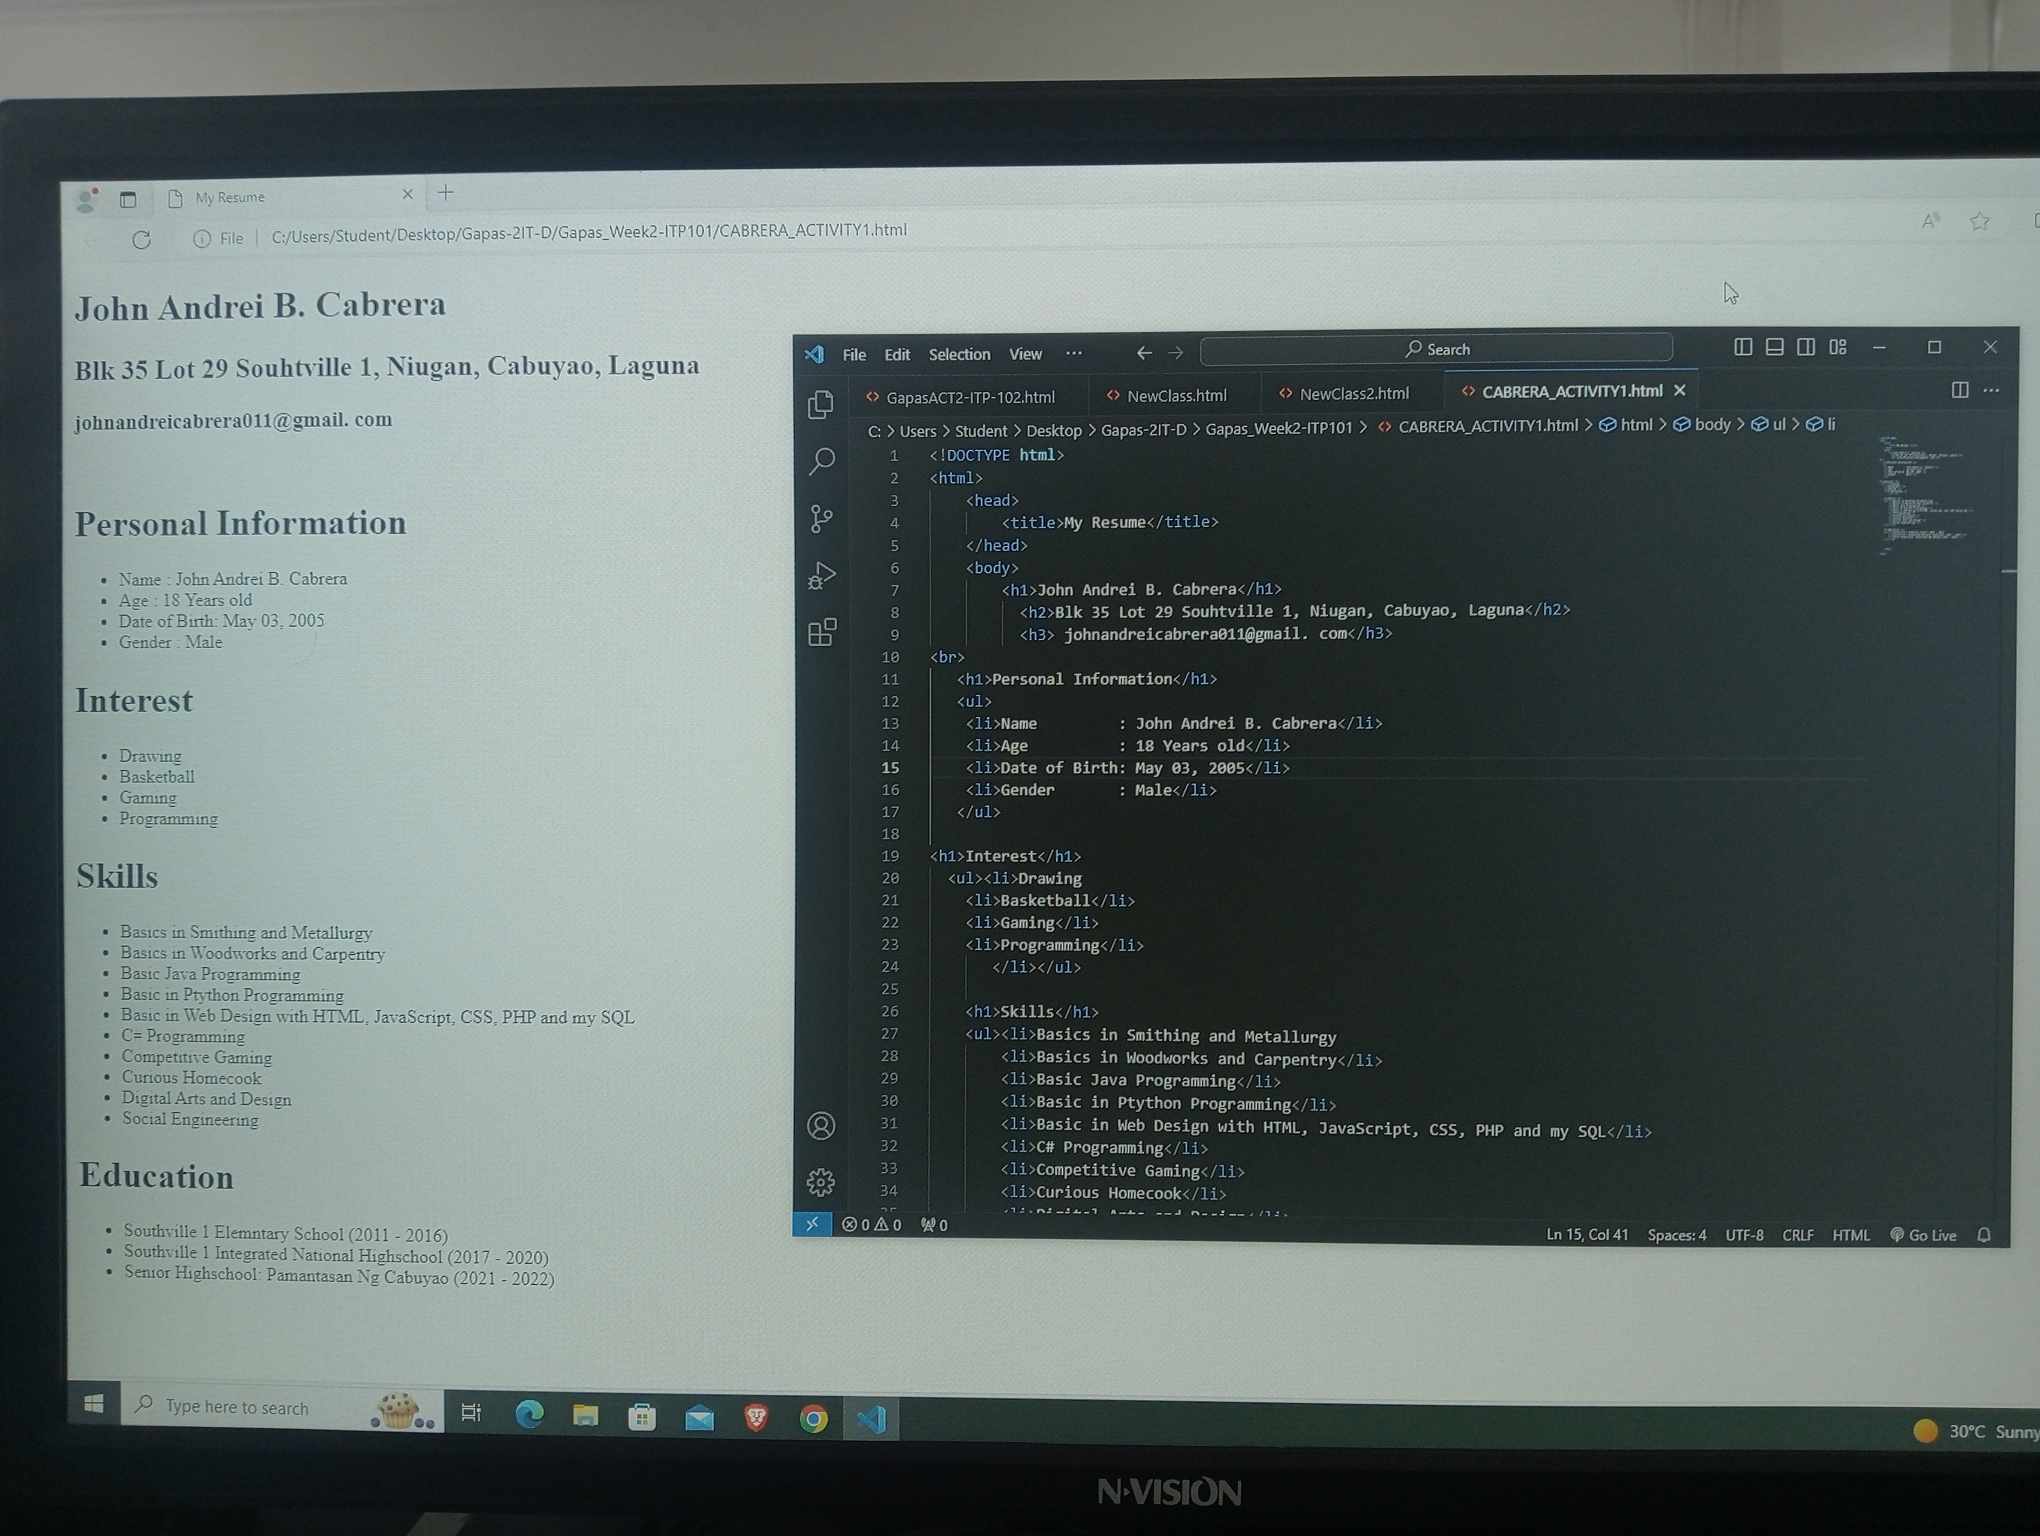 My Resume
File C:/Users/Student/Desktop/Gapas-2IT-D/Gapas_Week2-ITP101/CABRERA_ACTIVITY1.html
John Andrei B. Cabrera
Blk 35 Lot 29 Souhtville 1, Niugan, Cabuyao, Laguna
johnandreicabrera011@gmail. com
Personal Information
Name : John Andrei B. Cabrera
Age : 18 Years old
Date of Birth: May 03, 2005
Gender : Male
Interest
Drawing
Basketball
Gaming
Programming
Skills
Basics in Smithing and Metallurgy
Basics in Woodworks and Carpentry
Basic Java Programming
Basic in Ptython Programming
Basic in Web Design with HTML, JavaScript, CSS, PHP and my SQL
C# Programming
Competitive Gaming
Curious Homecook
Digital Arts and Design
Social Engineering
Education
Southville 1 Elemntary School (2011 - 2016)
Southville 1 Integrated National Highschool (2017 - 2020)
Senior Highschool: Pamantasan Ng Cabuyao (2021 - 2022)
File Edit Selection View ... Search
GapasACT2-ITP-102.html NewClass.html NewClass2.html CABRERA_ACTIVITY1.html
C: > Users > Student > Desktop > Gapas-2IT-D > Gapas_Week2-ITP101 > CABRERA_ACTIVITY1.html > html > body > ul > li
1 <!DOCTYPE html>
2 <html>
3 <head>
4 <title>My Resume</title>
5 </head>
6 <body>
7 <h1>John Andrei B. Cabrera</h1>
8 <h2>Blk 35 Lot 29 Souhtville 1, Niugan, Cabuyao, Laguna</h2>
9 <h3> johnandreicabrera011@gmail. com</h3>
10 <br>
11 <h1>Personal Information</h1>
12 <ul>
13 <li>Name : John Andrei B. Cabrera</li>
14 <li>Age : 18 Years old</li>
15 <li>Date of Birth: May 03, 2005</li>
16 <li>Gender : Male</li>
17 </ul>
18
19 <h1>Interest</h1>
20 <ul><li>Drawing
21 <li>Basketball</li>
22 <li>Gaming</li>
23 <li>Programming</li>
24 </li></ul>
25
26 <h1>Skills</h1>
27 <ul><li>Basics in Smithing and Metallurgy
28 <li>Basics in Woodworks and Carpentry</li>
29 <li>Basic Java Programming</li>
30 <li>Basic in Ptython Programming</li>
31 <li>Basic in Web Design with HTML, JavaScript, CSS, PHP and my SQL</li>
32 <li>C# Programming</li>
33 <li>Competitive Gaming</li>
34 <li>Curious Homecook</li>
0 0 0 Ln 15, Col 41 Spaces: 4 UTF-8 CRLF HTML Go Live
Type here to search 30°C Sunny
N-VISION